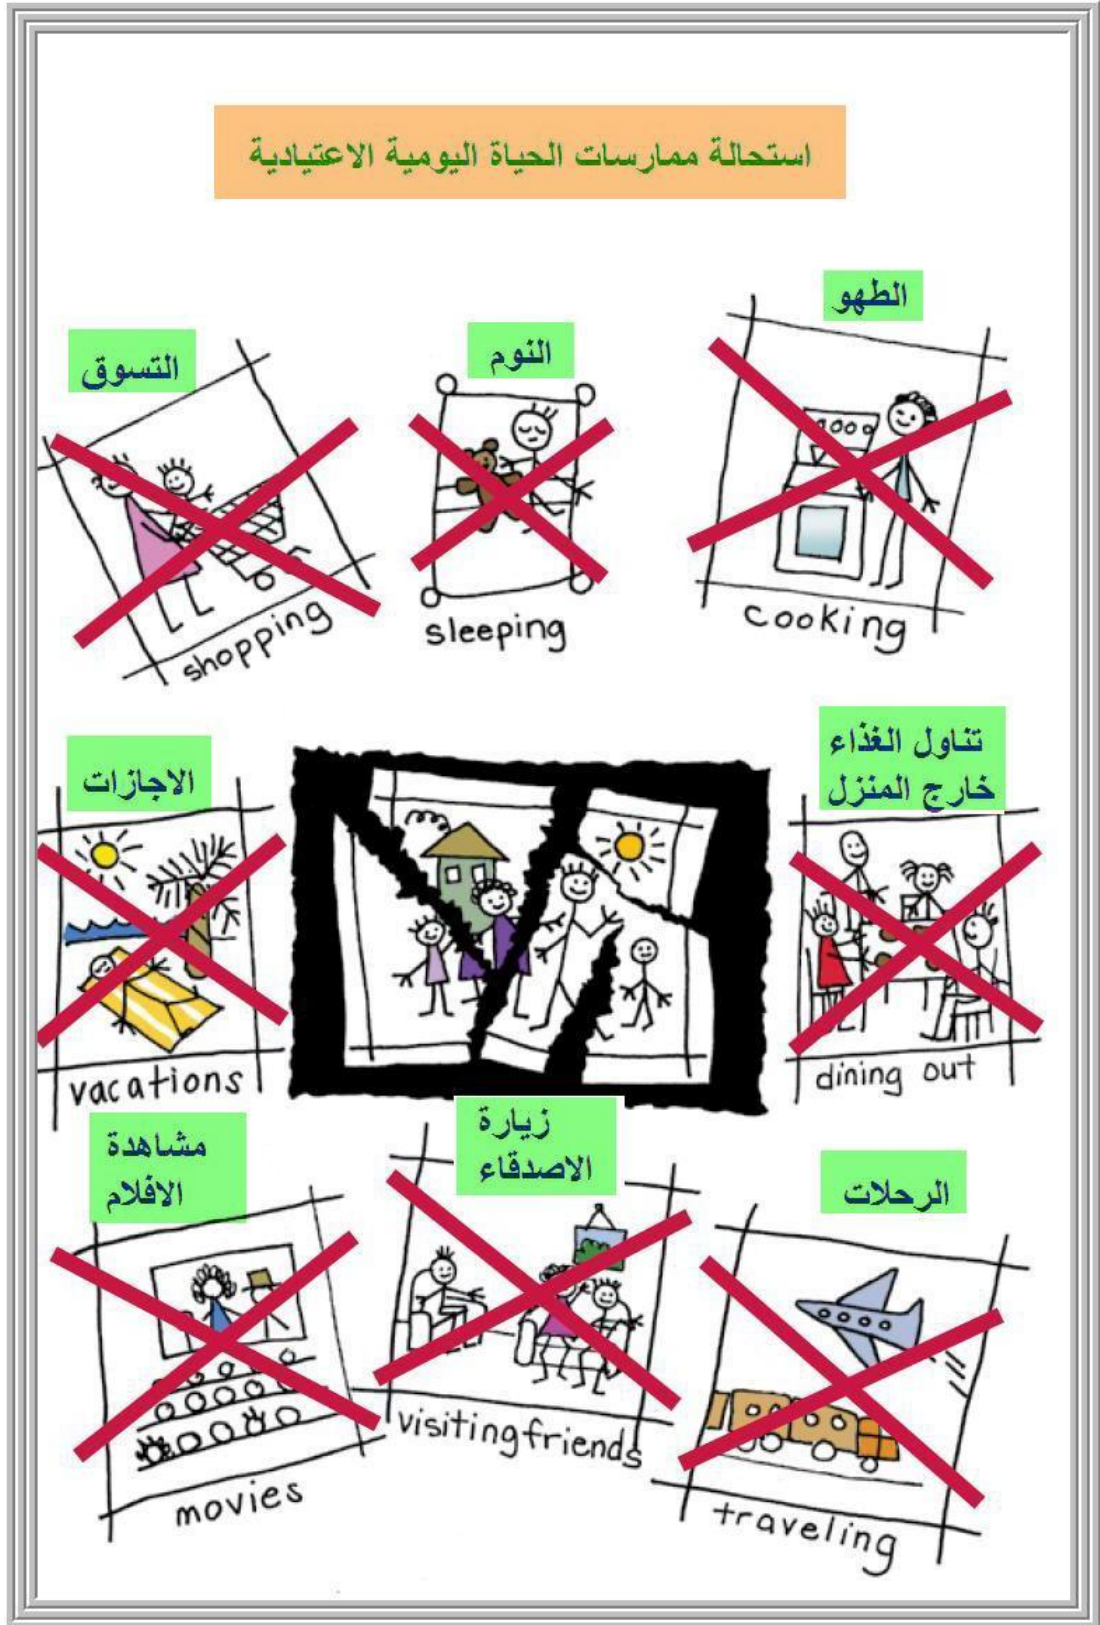 استحالة ممارسات الحياة اليومية الاعتيادية
الطهو
cooking
النوم
sleeping
التسوق
shopping
تناول الغذاء
خارج المنزل
dining out
الاجازات
vacations
الرحلات
traveling
زيارة
الاصدقاء
visiting friends
مشاهدة
الافلام
movies